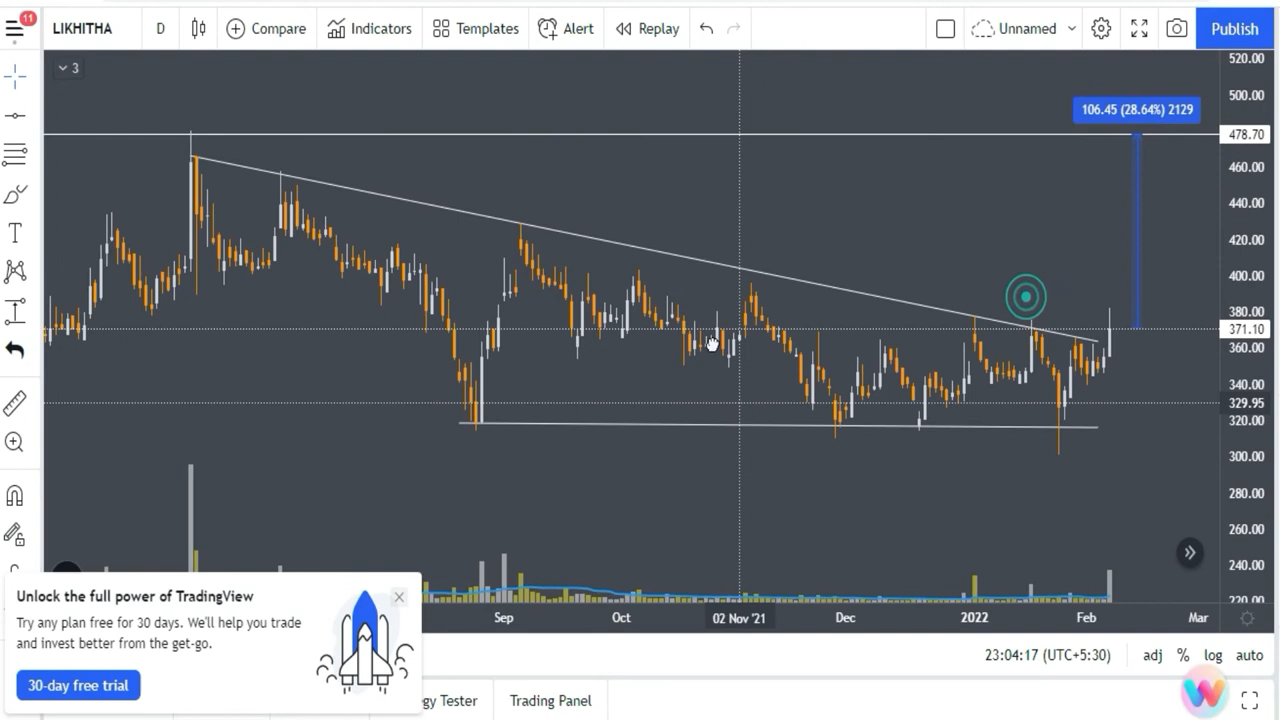 11
LIKHITHA
D
Compare
Indicators
Templates
Alert
Replay
Unnamed
Publish
3
520.00
500.00
106.45 (28.64%) 2129
478.70
460.00
440.00
420.00
400.00
380.00
371.10
360.00
340.00
329.95
320.00
300.00
280.00
260.00
240.00
220.00
Unlock the full power of TradingView
Try any plan free for 30 days. We'll help you trade
and invest better from the get-go.
30-day free trial
Sep
Oct
02 Nov '21
Dec
2022
Feb
Mar
23:04:17 (UTC+5:30)
adj
%
log
auto
gy Tester
Trading Panel
W